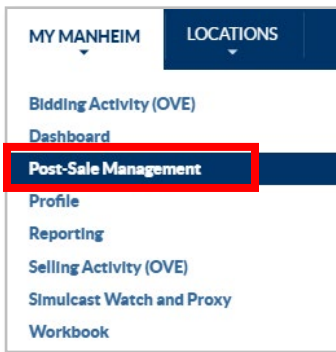 MY MANHEIM LOCATIONS
Bidding Activity (OVE)
Dashboard
Post-Sale Management
Profile
Reporting
Selling Activity (OVE)
Simulcast Watch and Proxy
Workbook